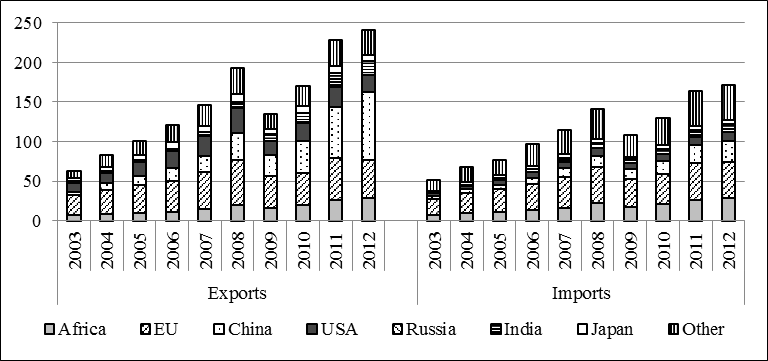 250
200
150
100
50
0
2003 2004 2005 2006 2007 2008 2009 2010 2011 2012 2003 2004 2005 2006 2007 2008 2009 2010 2011 2012
Exports Imports
Africa EU China USA Russia India Japan Other